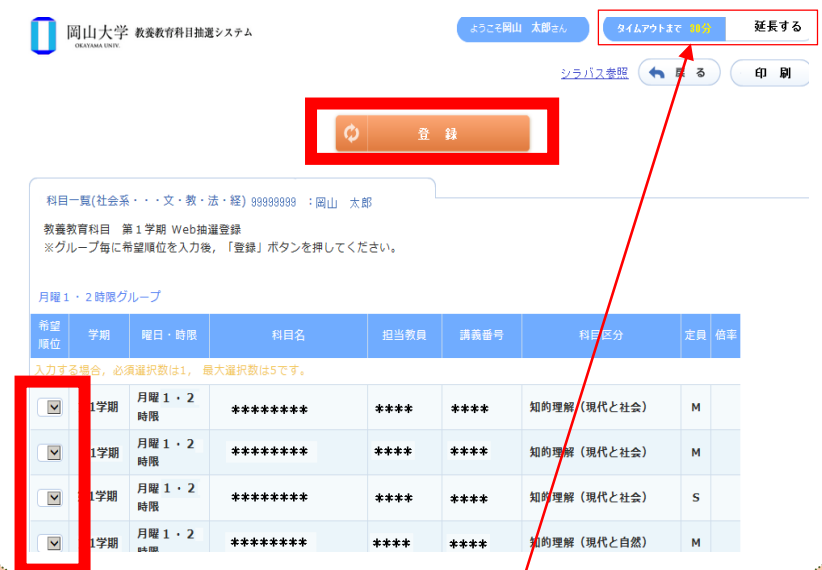 岡山大学 教養教育科目抽選システム
OKAYAMA UNIV.
ようこそ岡山 太郎さん
タイムアウトまで 30分
延長する
シラバス参照
戻 る
印 刷
登 録
科目一覧(社会系・・・文・教・法・経) 99999999 :岡山 太郎
教養教育科目 第1学期 Web抽選登録
※グループ毎に希望順位を入力後,「登録」ボタンを押してください。
月曜1・2時限グループ
希望順位 学期 曜日・時限 科目名 担当教員 講義番号 科目区分 定員 倍率
入力する場合,必須選択数は1, 最大選択数は5です。
1学期 月曜1・2時限 ******** **** **** 知的理解(現代と社会) M
1学期 月曜1・2時限 ******** **** **** 知的理解(現代と社会) M
1学期 月曜1・2時限 ******** **** **** 知的理解(現代と社会) S
1学期 月曜1・2時限 ******** **** **** 知的理解(現代と自然) M